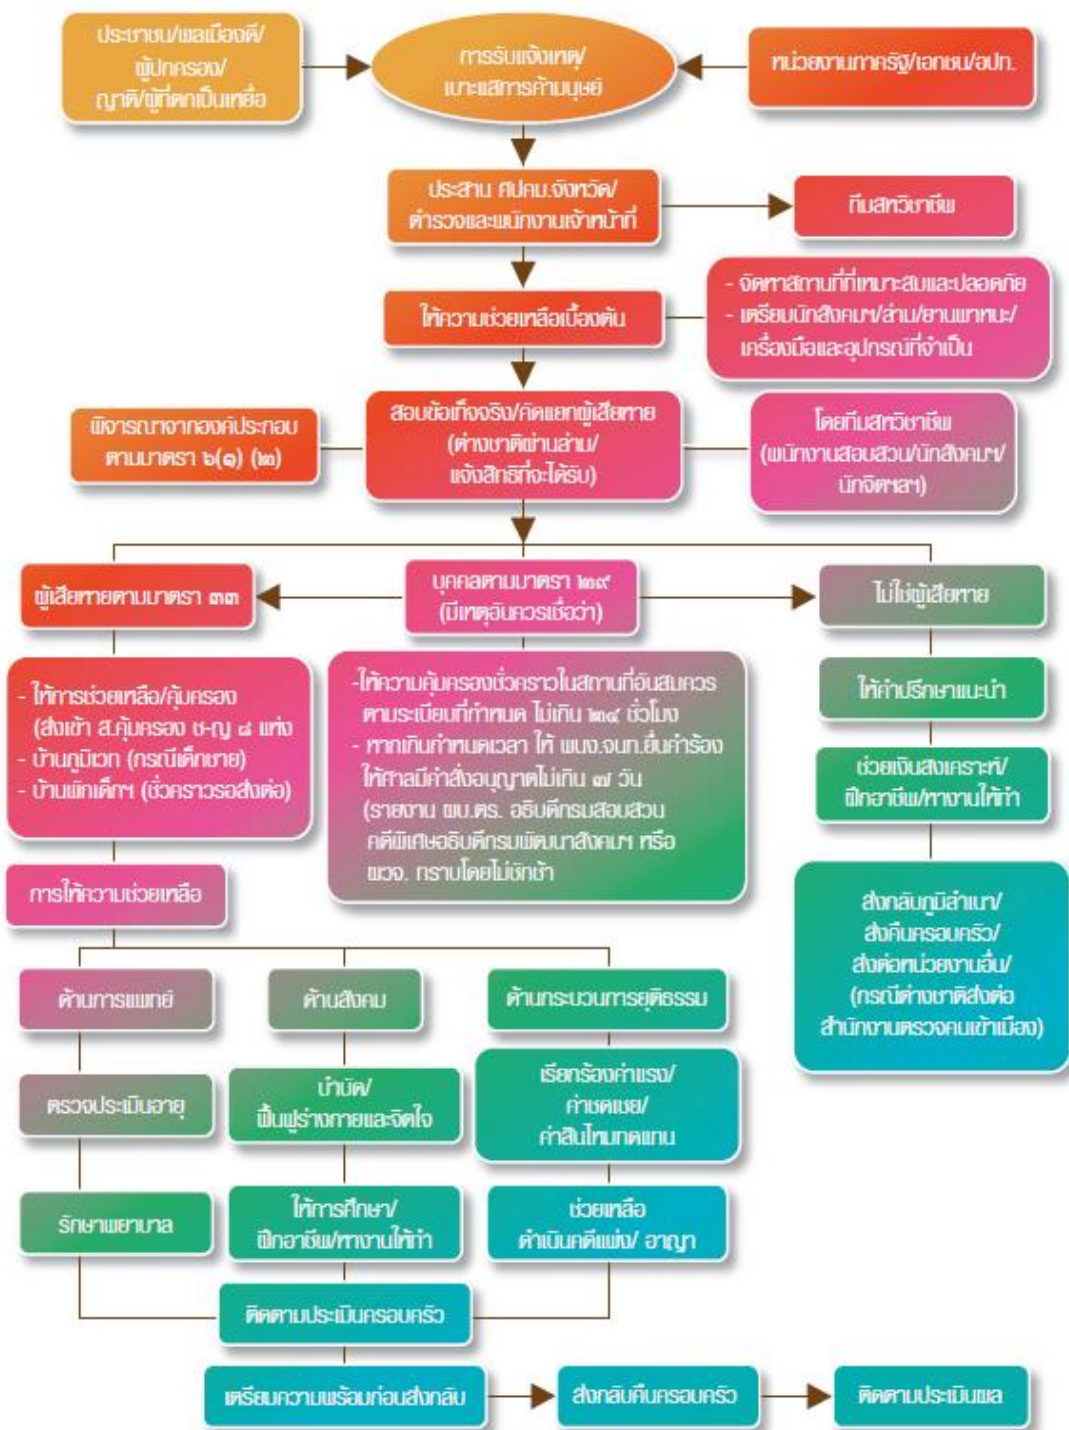 ประชาชน/พลเมืองดี/
ผู้ปกครอง/
ญาติ/ผู้ที่ตกเป็นเหยื่อ
การรับแจ้งเหตุ/
เบาะแสการค้ามนุษย์
หน่วยงานภาครัฐ/เอกชน/อปท.
ประสาน ศปคม.จังหวัด/
ตำรวจและพนักงานเจ้าหน้าที่
ทีมสหวิชาชีพ
ให้ความช่วยเหลือเบื้องต้น
- จัดหาสถานที่ที่เหมาะสมและปลอดภัย
- เตรียมนักสังคมฯ/ล่าม/ยานพาหนะ/
เครื่องมือและอุปกรณ์ที่จำเป็น
พิจารณาจากองค์ประกอบ
ตามมาตรา ๖(๑) (๒)
สอบข้อเท็จจริง/คัดแยกผู้เสียหาย
(ต่างชาติผ่านล่าม/
แจ้งสิทธิที่จะได้รับ)
โดยทีมสหวิชาชีพ
(พนักงานสอบสวน/นักสังคมฯ/
นักจิตฯลฯ)
ผู้เสียหายตามมาตรา ๓๓
บุคคลตามมาตรา ๒๙
(มีเหตุอันควรเชื่อว่า)
ไม่ใช่ผู้เสียหาย
- ให้การช่วยเหลือ/คุ้มครอง
(ส่งเข้า ส.คุ้มครอง ช-ญ ๘ แห่ง
- บ้านภูมิเวท (กรณีเด็กชาย)
- บ้านพักเด็กฯ (ชั่วคราวรอส่งต่อ)
-ให้ความคุ้มครองชั่วคราวในสถานที่อันสมควร
ตามระเบียบที่กำหนด ไม่เกิน ๒๔ ชั่วโมง
- หากเกินกำหนดเวลา ให้ พนง.จนท.ยื่นคำร้อง
ให้ศาลมีคำสั่งอนุญาตไม่เกิน ๗ วัน
(รายงาน ผบ.ตร. อธิบดีกรมสอบสวน
คดีพิเศษอธิบดีกรมพัฒนาสังคมฯ หรือ
ผวจ. ทราบโดยไม่ชักช้า
ให้คำปรึกษาแนะนำ
ช่วยเงินสงเคราะห์/
ฝึกอาชีพ/หางานให้ทำ
ส่งกลับภูมิลำเนา/
ส่งคืนครอบครัว/
ส่งต่อหน่วยงานอื่น/
(กรณีต่างชาติส่งต่อ
สำนักงานตรวจคนเข้าเมือง)
การให้ความช่วยเหลือ
ด้านการแพทย์
ด้านสังคม
ด้านกระบวนการยุติธรรม
ตรวจประเมินอายุ
บำบัด/
ฟื้นฟูร่างกายและจิตใจ
เรียกร้องค่าแรง/
ค่าชดเชย/
ค่าสินไหมทดแทน
รักษาพยาบาล
ให้การศึกษา/
ฝึกอาชีพ/หางานให้ทำ
ช่วยเหลือ
ดำเนินคดีแพ่ง/ อาญา
ติดตามประเมินครอบครัว
เตรียมความพร้อมก่อนส่งกลับ
ส่งกลับคืนครอบครัว
ติดตามประเมินผล